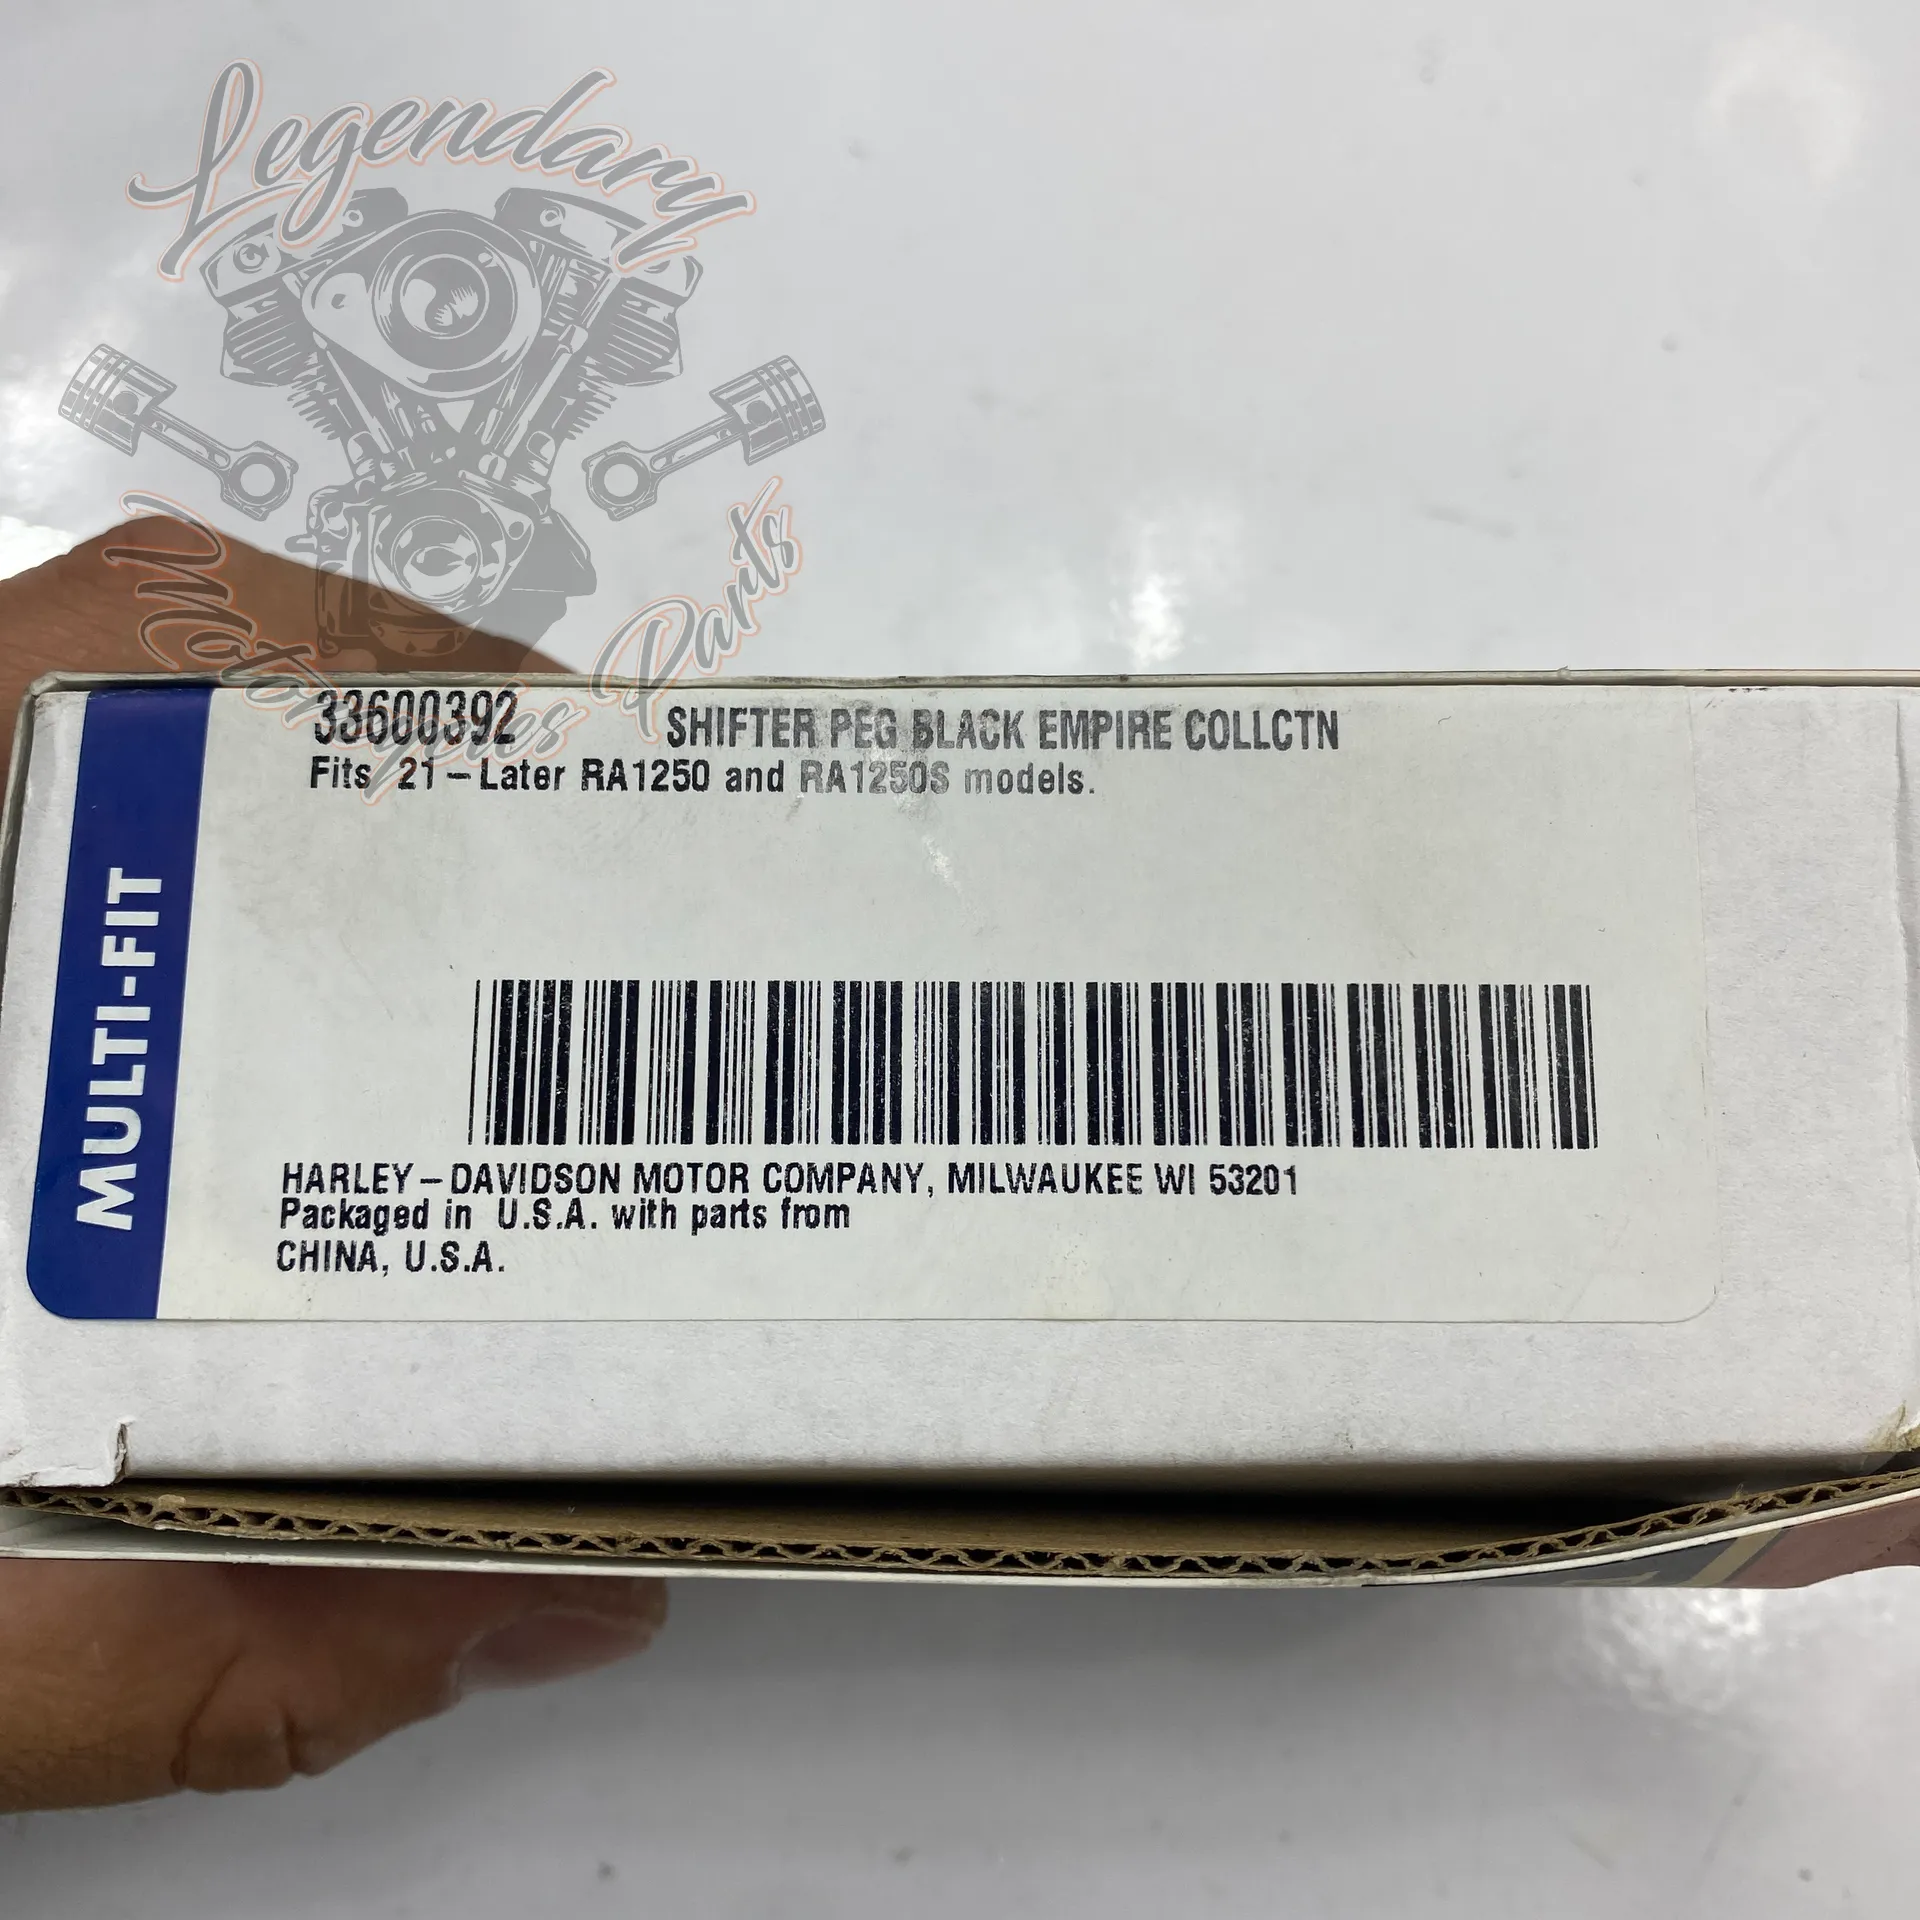 Legendary
Motorcycles Parts
33600392 SHIFTER PEG BLACK EMPIRE COLLCTN
Fits 21-Later RA1250 and RA1250S models.
MULTI-FIT
HARLEY-DAVIDSON MOTOR COMPANY, MILWAUKEE WI 53201
Packaged in U.S.A. with parts from
CHINA, U.S.A.